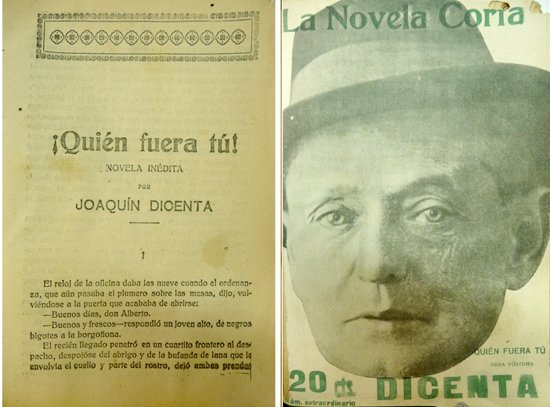 ¡Quién fuera tú!
NOVELA INÉDITA
POR
JOAQUÍN DICENTA
I
El reloj de la oficina daba las nueve cuando el ordenan-
za, que aún pasaba el plumero sobre las mesas, dijo, vol-
viéndose a la puerta que acababa de abrirse:
—Buenos días, don Alberto.
—Buenos y frescos—respondió un joven alto, de negros
bigotes a la borgoñona.
El recién llegado penetró en un cuartito frontero al des
pacho, despojóse del abrigo y de la bufanda de lana que le
envolvía el cuello y parte del rostro, dejó ambas prendas
La Novela Corta
QUIÉN FUERA TÚ
OBRA PÓSTUMA
20 cts. DICENTA
extraordinario